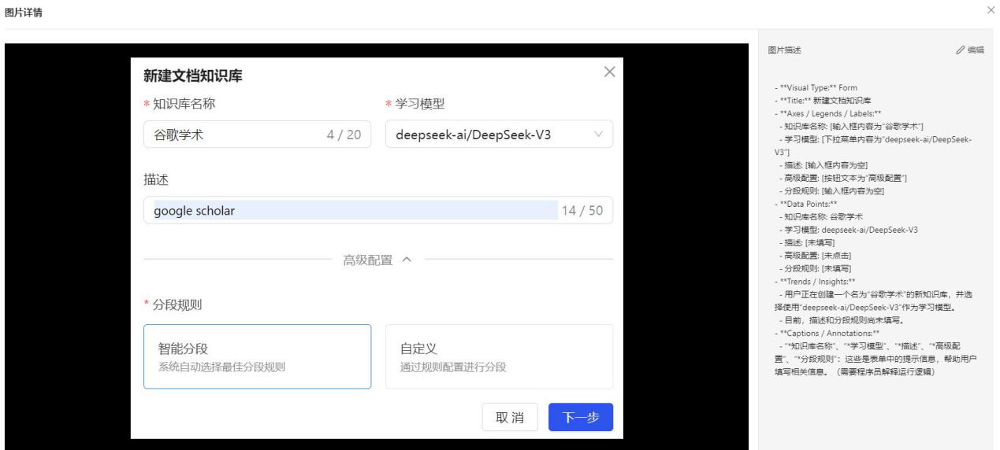 图片详情
新建文档知识库
* 知识库名称
* 学习模型
谷歌学术 4 / 20
deepseek-ai/DeepSeek-V3
描述
google scholar 14 / 50
高级配置
* 分段规则
智能分段
系统自动选择最佳分段规则
自定义
通过规则配置进行分段
取消
下一步
图片描述
编辑
- **Visual Type:** Form
- **Title:** 新建文档知识库
- **Axes / Legends / Labels:**
- 知识库名称: [输入框内容为"谷歌学术"]
- 学习模型: [下拉菜单内容为"deepseek-ai/DeepSeek-
V3"]
- 描述: [输入框内容为空]
- 高级配置: [按钮文本为"高级配置"]
- 分段规则: [输入框内容为空]
- **Data Points:**
- 知识库名称: 谷歌学术
- 学习模型: deepseek-ai/DeepSeek-V3
- 描述: [未填写]
- 高级配置: [未点击]
- 分段规则: [未填写]
- **Trends / Insights:**
- 用户正在创建一个名为"谷歌学术"的新知识库，并选
择使用"deepseek-ai/DeepSeek-V3"作为学习模型。
- 目前，描述和分段规则尚未填写。
- **Captions / Annotations:**
- "*知识库名称"、"*学习模型"、"*描述"、"*高级配
置"、"*分段规则"：这些是表单中的提示信息，帮助用户
填写相关信息。（需要程序员解释运行逻辑）